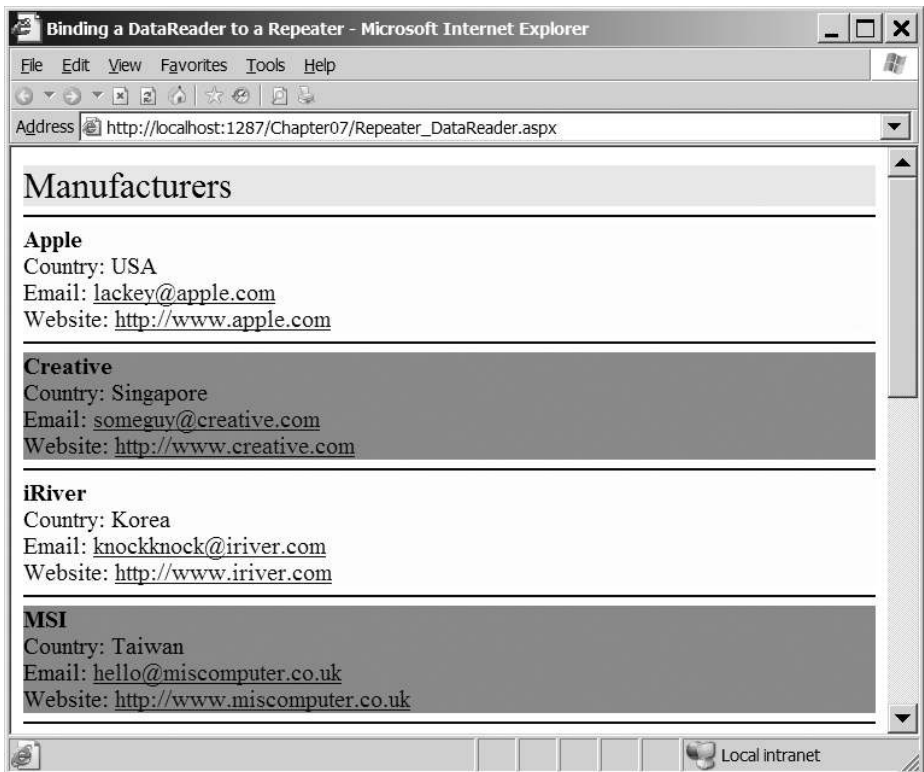 Binding a DataReader to a Repeater - Microsoft Internet Explorer
File Edit View Favorites Tools Help
Address http://localhost:1287/Chapter07/Repeater_DataReader.aspx
Manufacturers
Apple
Country: USA
Email: lackey@apple.com
Website: http://www.apple.com
Creative
Country: Singapore
Email: someguy@creative.com
Website: http://www.creative.com
iRiver
Country: Korea
Email: knockknock@iriver.com
Website: http://www.iriver.com
MSI
Country: Taiwan
Email: hello@miscomputer.co.uk
Website: http://www.miscomputer.co.uk
Local intranet